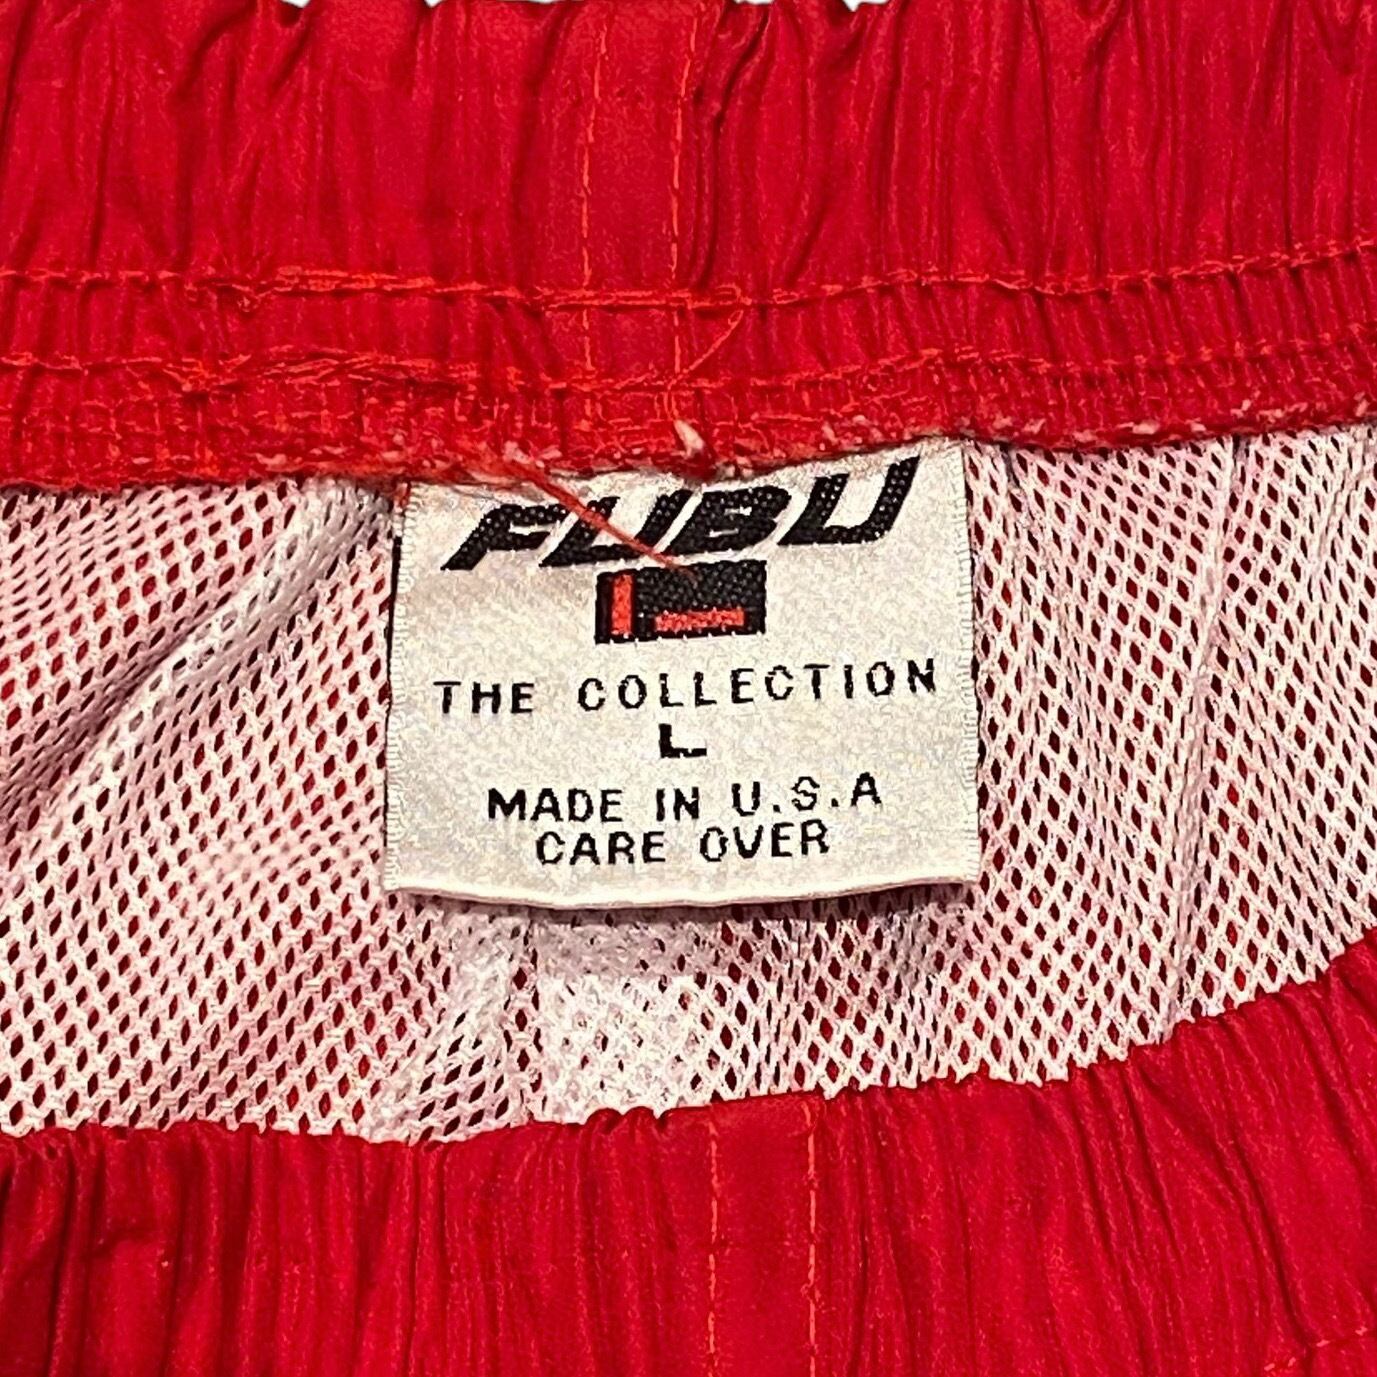 FUBU
THE COLLECTION
L
MADE IN U.S.A
CARE OVER